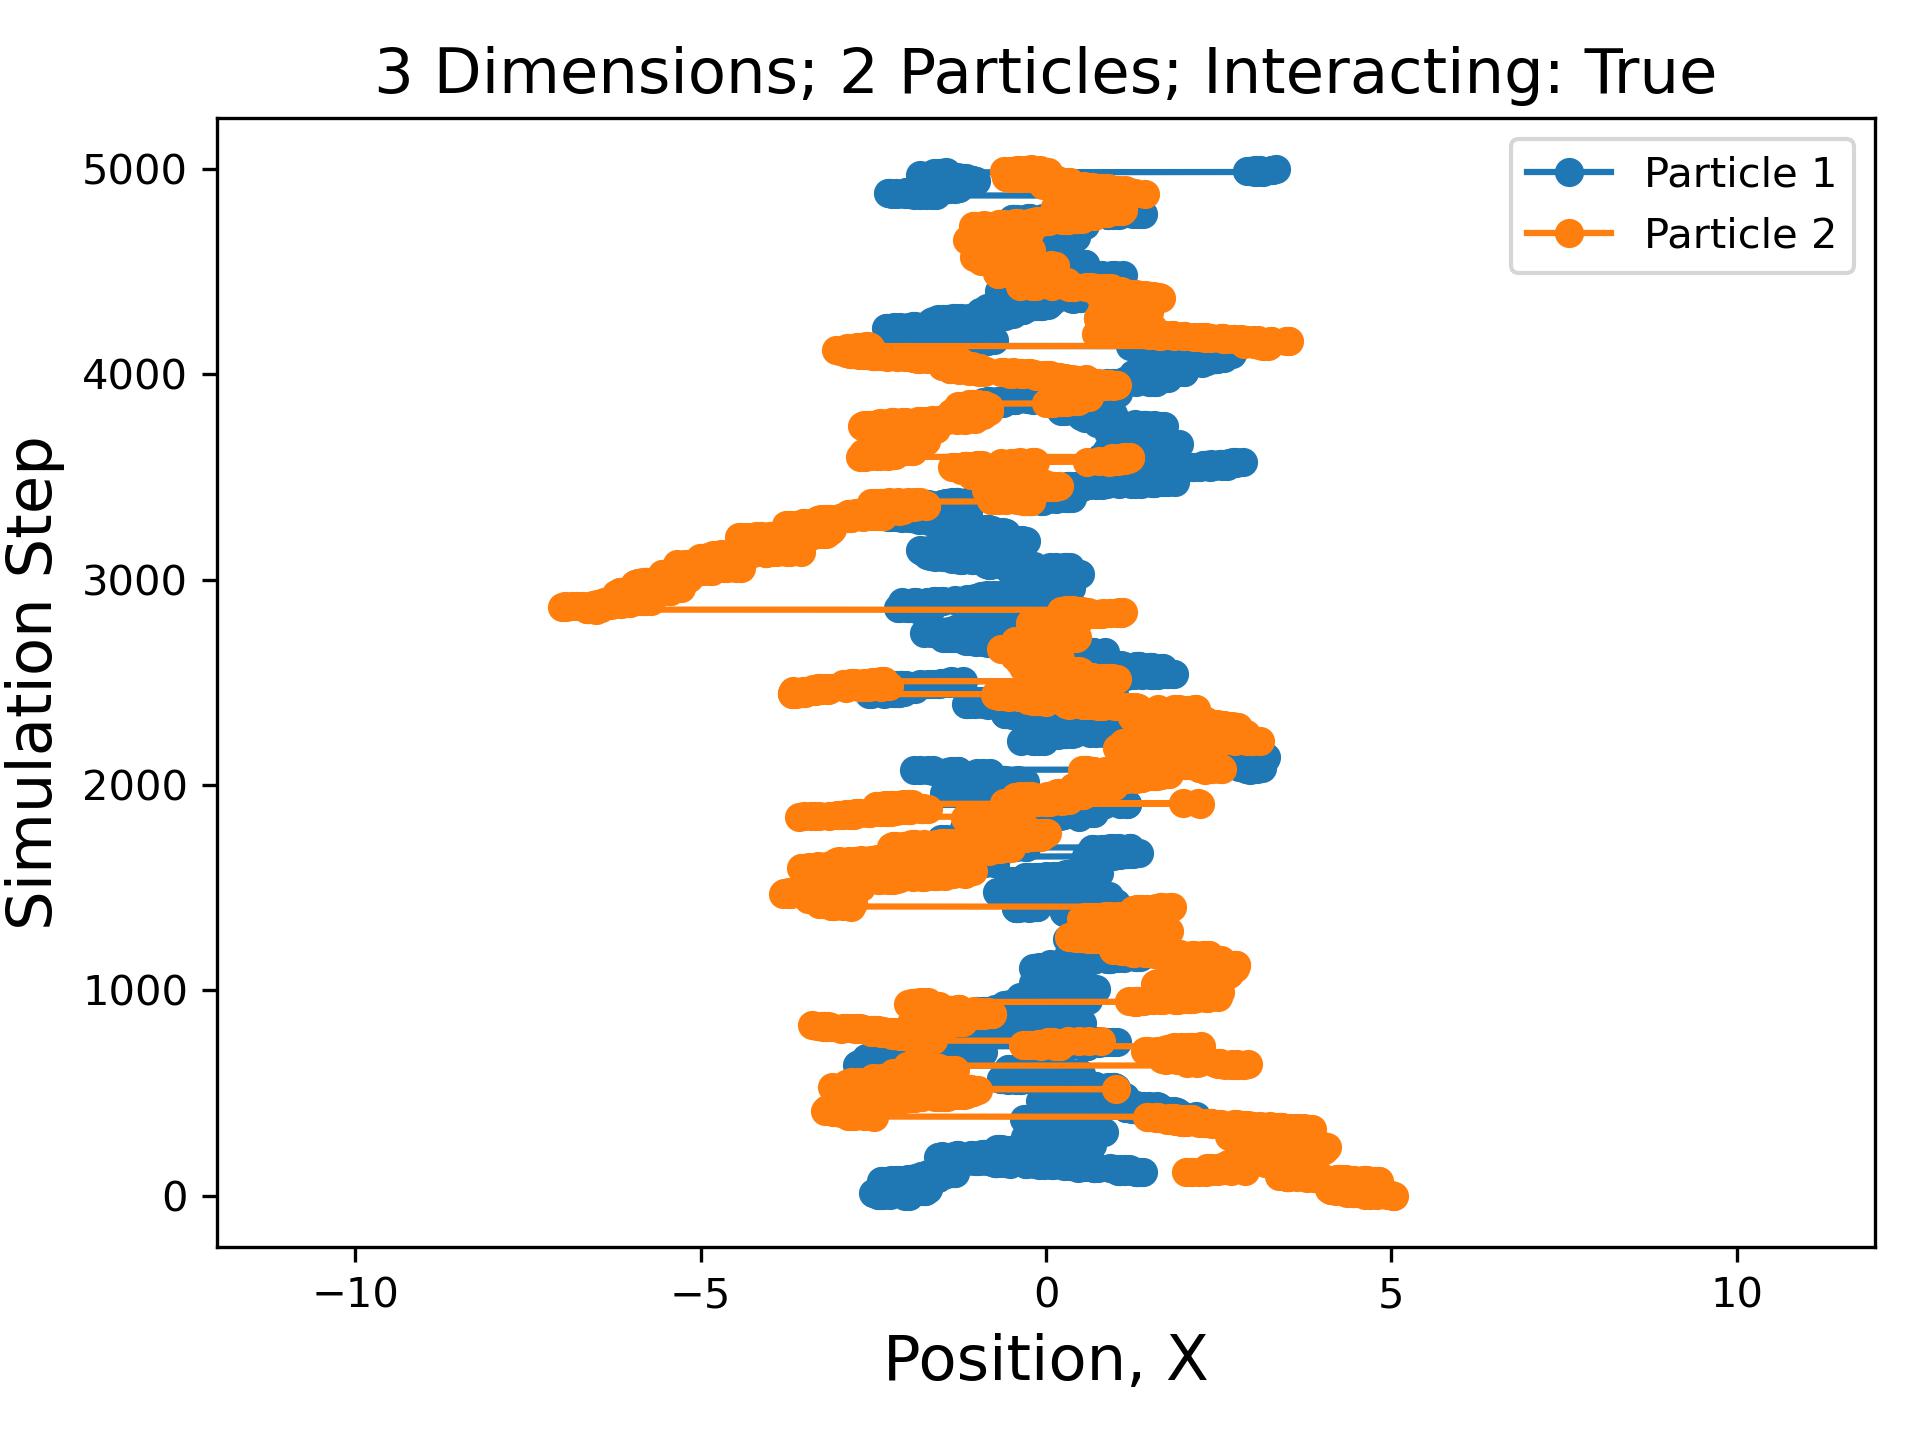 3 Dimensions; 2 Particles; Interacting: True
Particle 1
Particle 2
5000
4000
3000
2000
1000
0
Simulation Step
−10 −5 0 5 10
Position, X